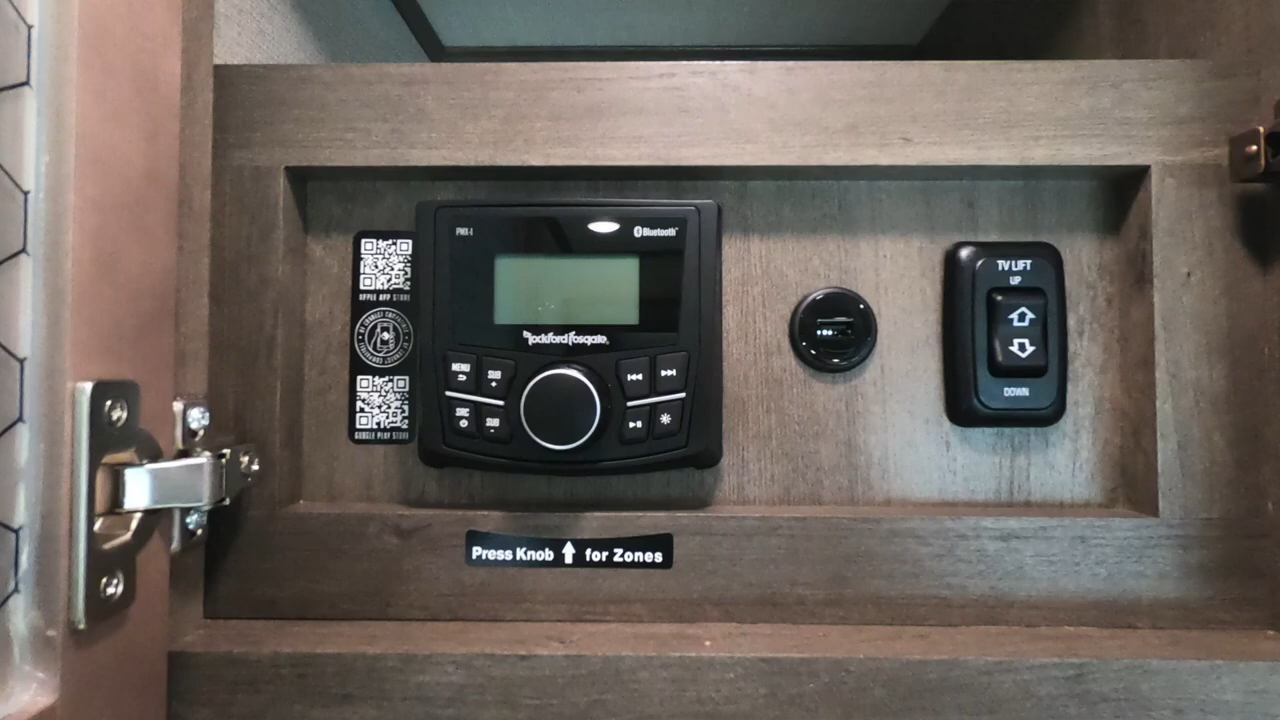 PMX-1
Bluetooth
Rockford Fosgate
MENU
SUB
+
SRC
SUB
-
APPLE APP STORE
GOOGLE PLAY STORE
TV LIFT
UP
DOWN
Press Knob ⬆ for Zones